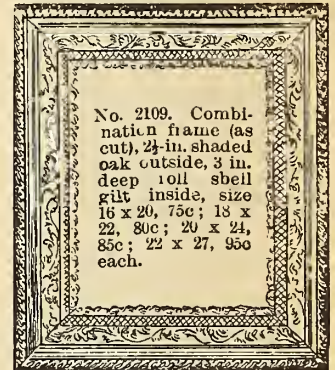 No. 2109. Combi-
natien frame (as
cut), 2½-in. shaded
oak outside, 3 in.
deep roll shell
gilt inside, size
16 x 20, 75c; 18 x
22, 80c; 20 x 24,
85c; 22 x 27, 95c
each.